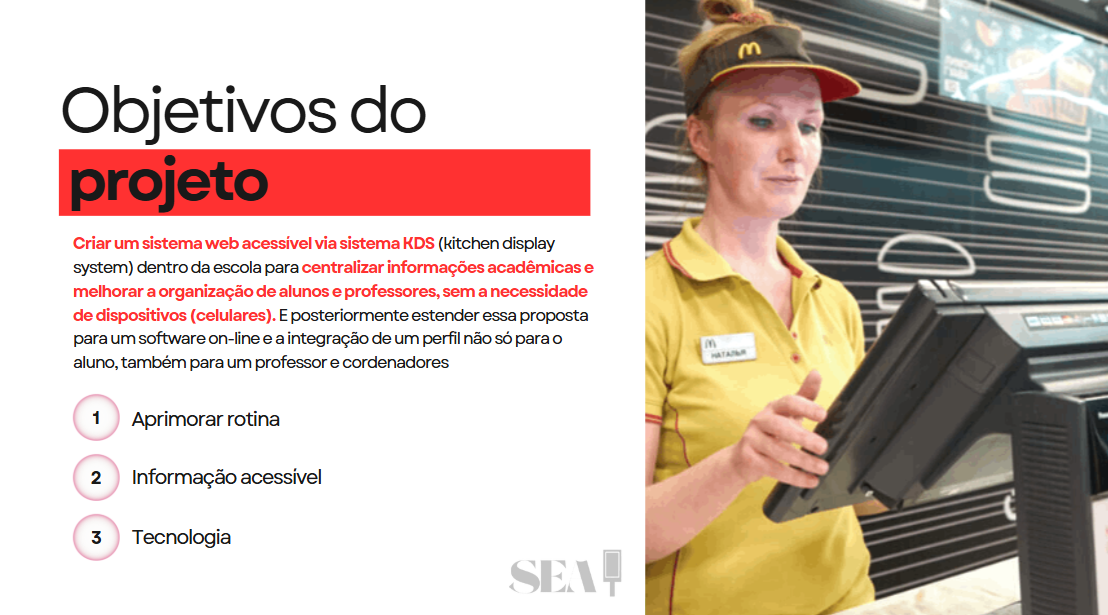 Objetivos do
projeto
Criar um sistema web acessível via sistema KDS (kitchen display
system) dentro da escola para centralizar informações acadêmicas e
melhorar a organização de alunos e professores, sem a necessidade
de dispositivos (celulares). E posteriormente estender essa proposta
para um software on-line e a integração de um perfil não só para o
aluno, também para um professor e cordenadores
1 Aprimorar rotina
2 Informação acessível
3 Tecnologia
SEA
НАТАЛЬЯ